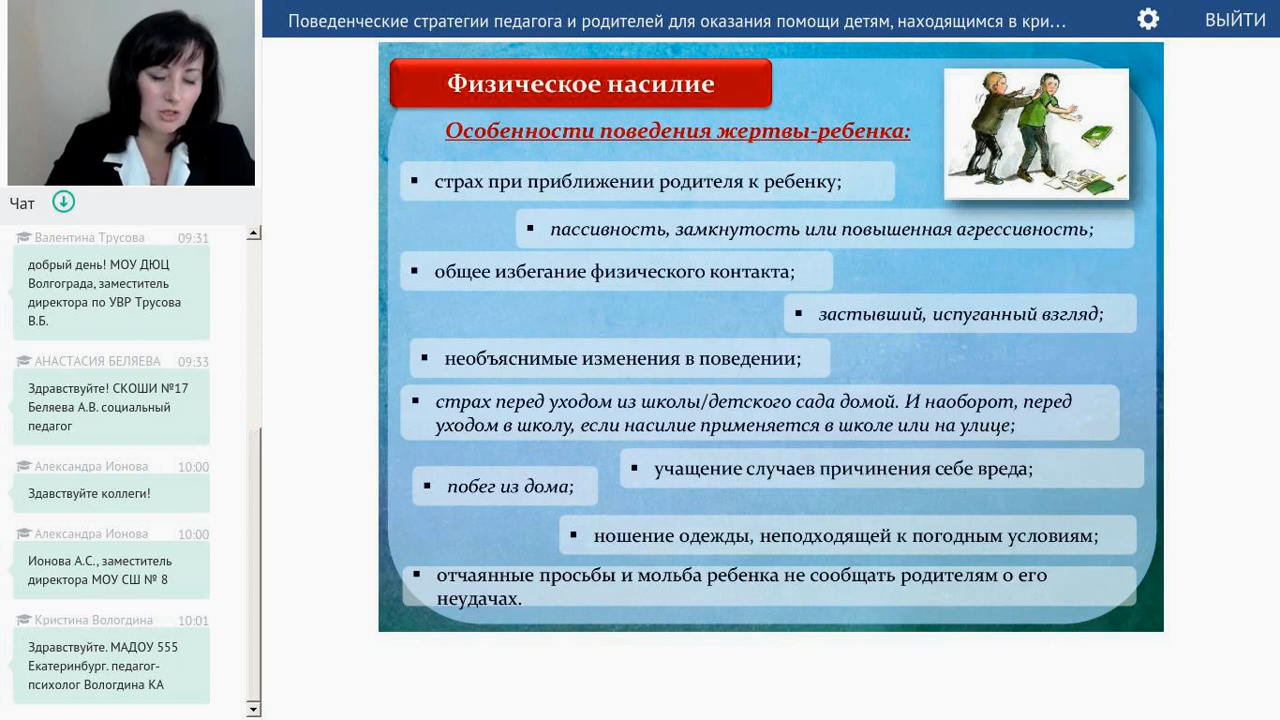 Поведенческие стратегии педагога и родителей для оказания помощи детям, находящимся в кри...
ВЫЙТИ
Чат
Валентина Трусова 09:31
добрый день! МОУ ДЮЦ
Волгограда, заместитель
директора по УВР Трусова
В.Б.
АНАСТАСИЯ БЕЛЯЕВА 09:33
Здравствуйте! СКОШИ №17
Беляева А.В. социальный
педагог
Александра Ионова 10:00
Здавствуйте коллеги!
Александра Ионова 10:00
Ионова А.С., заместитель
директора МОУ СШ № 8
Кристина Вологдина 10:01
Здравствуйте. МАДОУ 555
Екатеринбург. педагог-
психолог Вологдина КА
Физическое насилие
Особенности поведения жертвы-ребенка:
▪ страх при приближении родителя к ребенку;
▪ пассивность, замкнутость или повышенная агрессивность;
▪ общее избегание физического контакта;
▪ застывший, испуганный взгляд;
▪ необъяснимые изменения в поведении;
▪ страх перед уходом из школы/детского сада домой. И наоборот, перед
уходом в школу, если насилие применяется в школе или на улице;
▪ учащение случаев причинения себе вреда;
▪ побег из дома;
▪ ношение одежды, неподходящей к погодным условиям;
▪ отчаянные просьбы и мольба ребенка не сообщать родителям о его
неудачах.